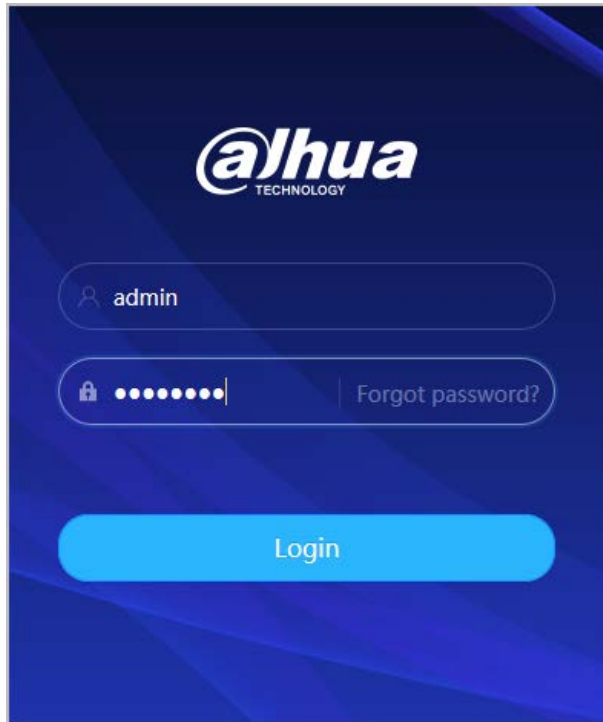 alhua
TECHNOLOGY
admin
••••••••
Forgot password?
Login